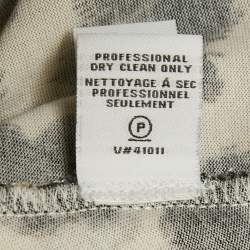 PROFESSIONAL
DRY CLEAN ONLY
NETTOYAGE À SEC
PROFESSIONNEL
SEULEMENT
P
V#41011